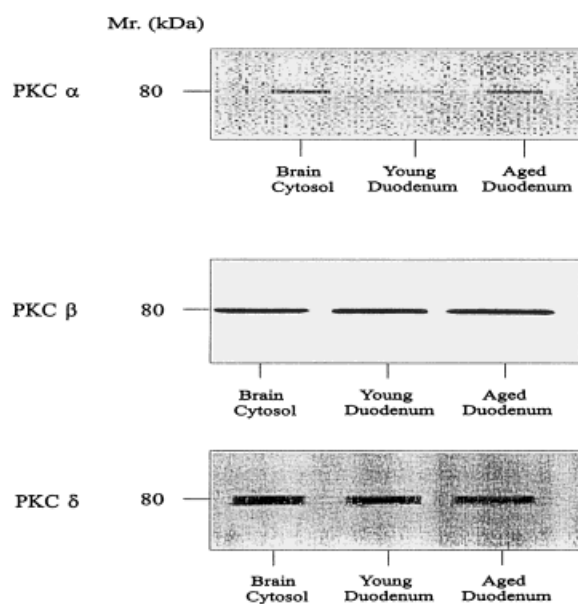 Mr. (kDa)
PKC α 80
Brain Cytosol
Young Duodenum
Aged Duodenum
PKC β 80
Brain Cytosol
Young Duodenum
Aged Duodenum
PKC δ 80
Brain Cytosol
Young Duodenum
Aged Duodenum